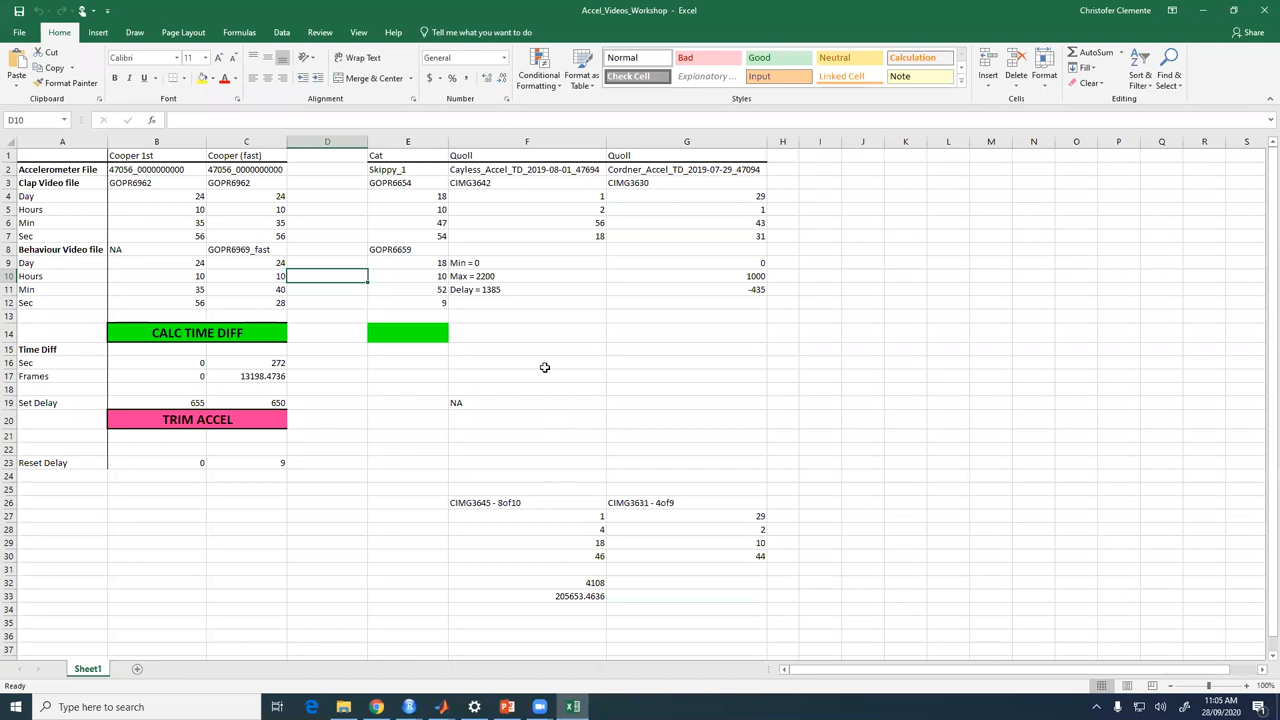 Accel_Videos_Workshop - Excel
Christofer Clemente
File Home Insert Draw Page Layout Formulas Data Review View Help Tell me what you want to do Share
Paste Cut Copy Format Painter Clipboard
Calibri 11 B I U Font
Wrap Text Merge & Center Alignment
General $ % Number
Conditional Formatting Format as Table
Normal Bad Good Neutral Calculation
Check Cell Explanatory ... Input Linked Cell Note
Styles
Insert Delete Format Cells
AutoSum Fill Clear Sort & Filter Find & Select Editing
D10 fx
A B C D E F G H I J K L M N O P Q R S
1 Cooper 1st Cooper (fast) Cat Quoll Quoll
2 Accelerometer File 47056_0000000000 47056_0000000000 Skippy_1 Cayless_Accel_TD_2019-08-01_47694 Cordner_Accel_TD_2019-07-29_47094
3 Clap Video file GOPR6962 GOPR6962 GOPR6654 CIMG3642 CIMG3630
4 Day 24 24 18 1 29
5 Hours 10 10 10 2 1
6 Min 35 35 47 56 43
7 Sec 56 56 54 18 31
8 Behaviour Video file NA GOPR6969_fast GOPR6659
9 Day 24 24 18 Min = 0 0
10 Hours 10 10 10 Max = 2200 1000
11 Min 35 40 52 Delay = 1385 -435
12 Sec 56 28 9
13
14 CALC TIME DIFF
15 Time Diff
16 Sec 0 272
17 Frames 0 13198.4736
18
19 Set Delay 655 650 NA
20 TRIM ACCEL
21
22
23 Reset Delay 0 9
24
25
26 CIMG3645 - 8of10 CIMG3631 - 4of9
27 1 29
28 4 2
29 18 10
30 46 44
31
32 4108
33 205653.4636
34
35
36
37
Sheet1
Ready 100%
Type here to search
11:05 AM
28/09/2020